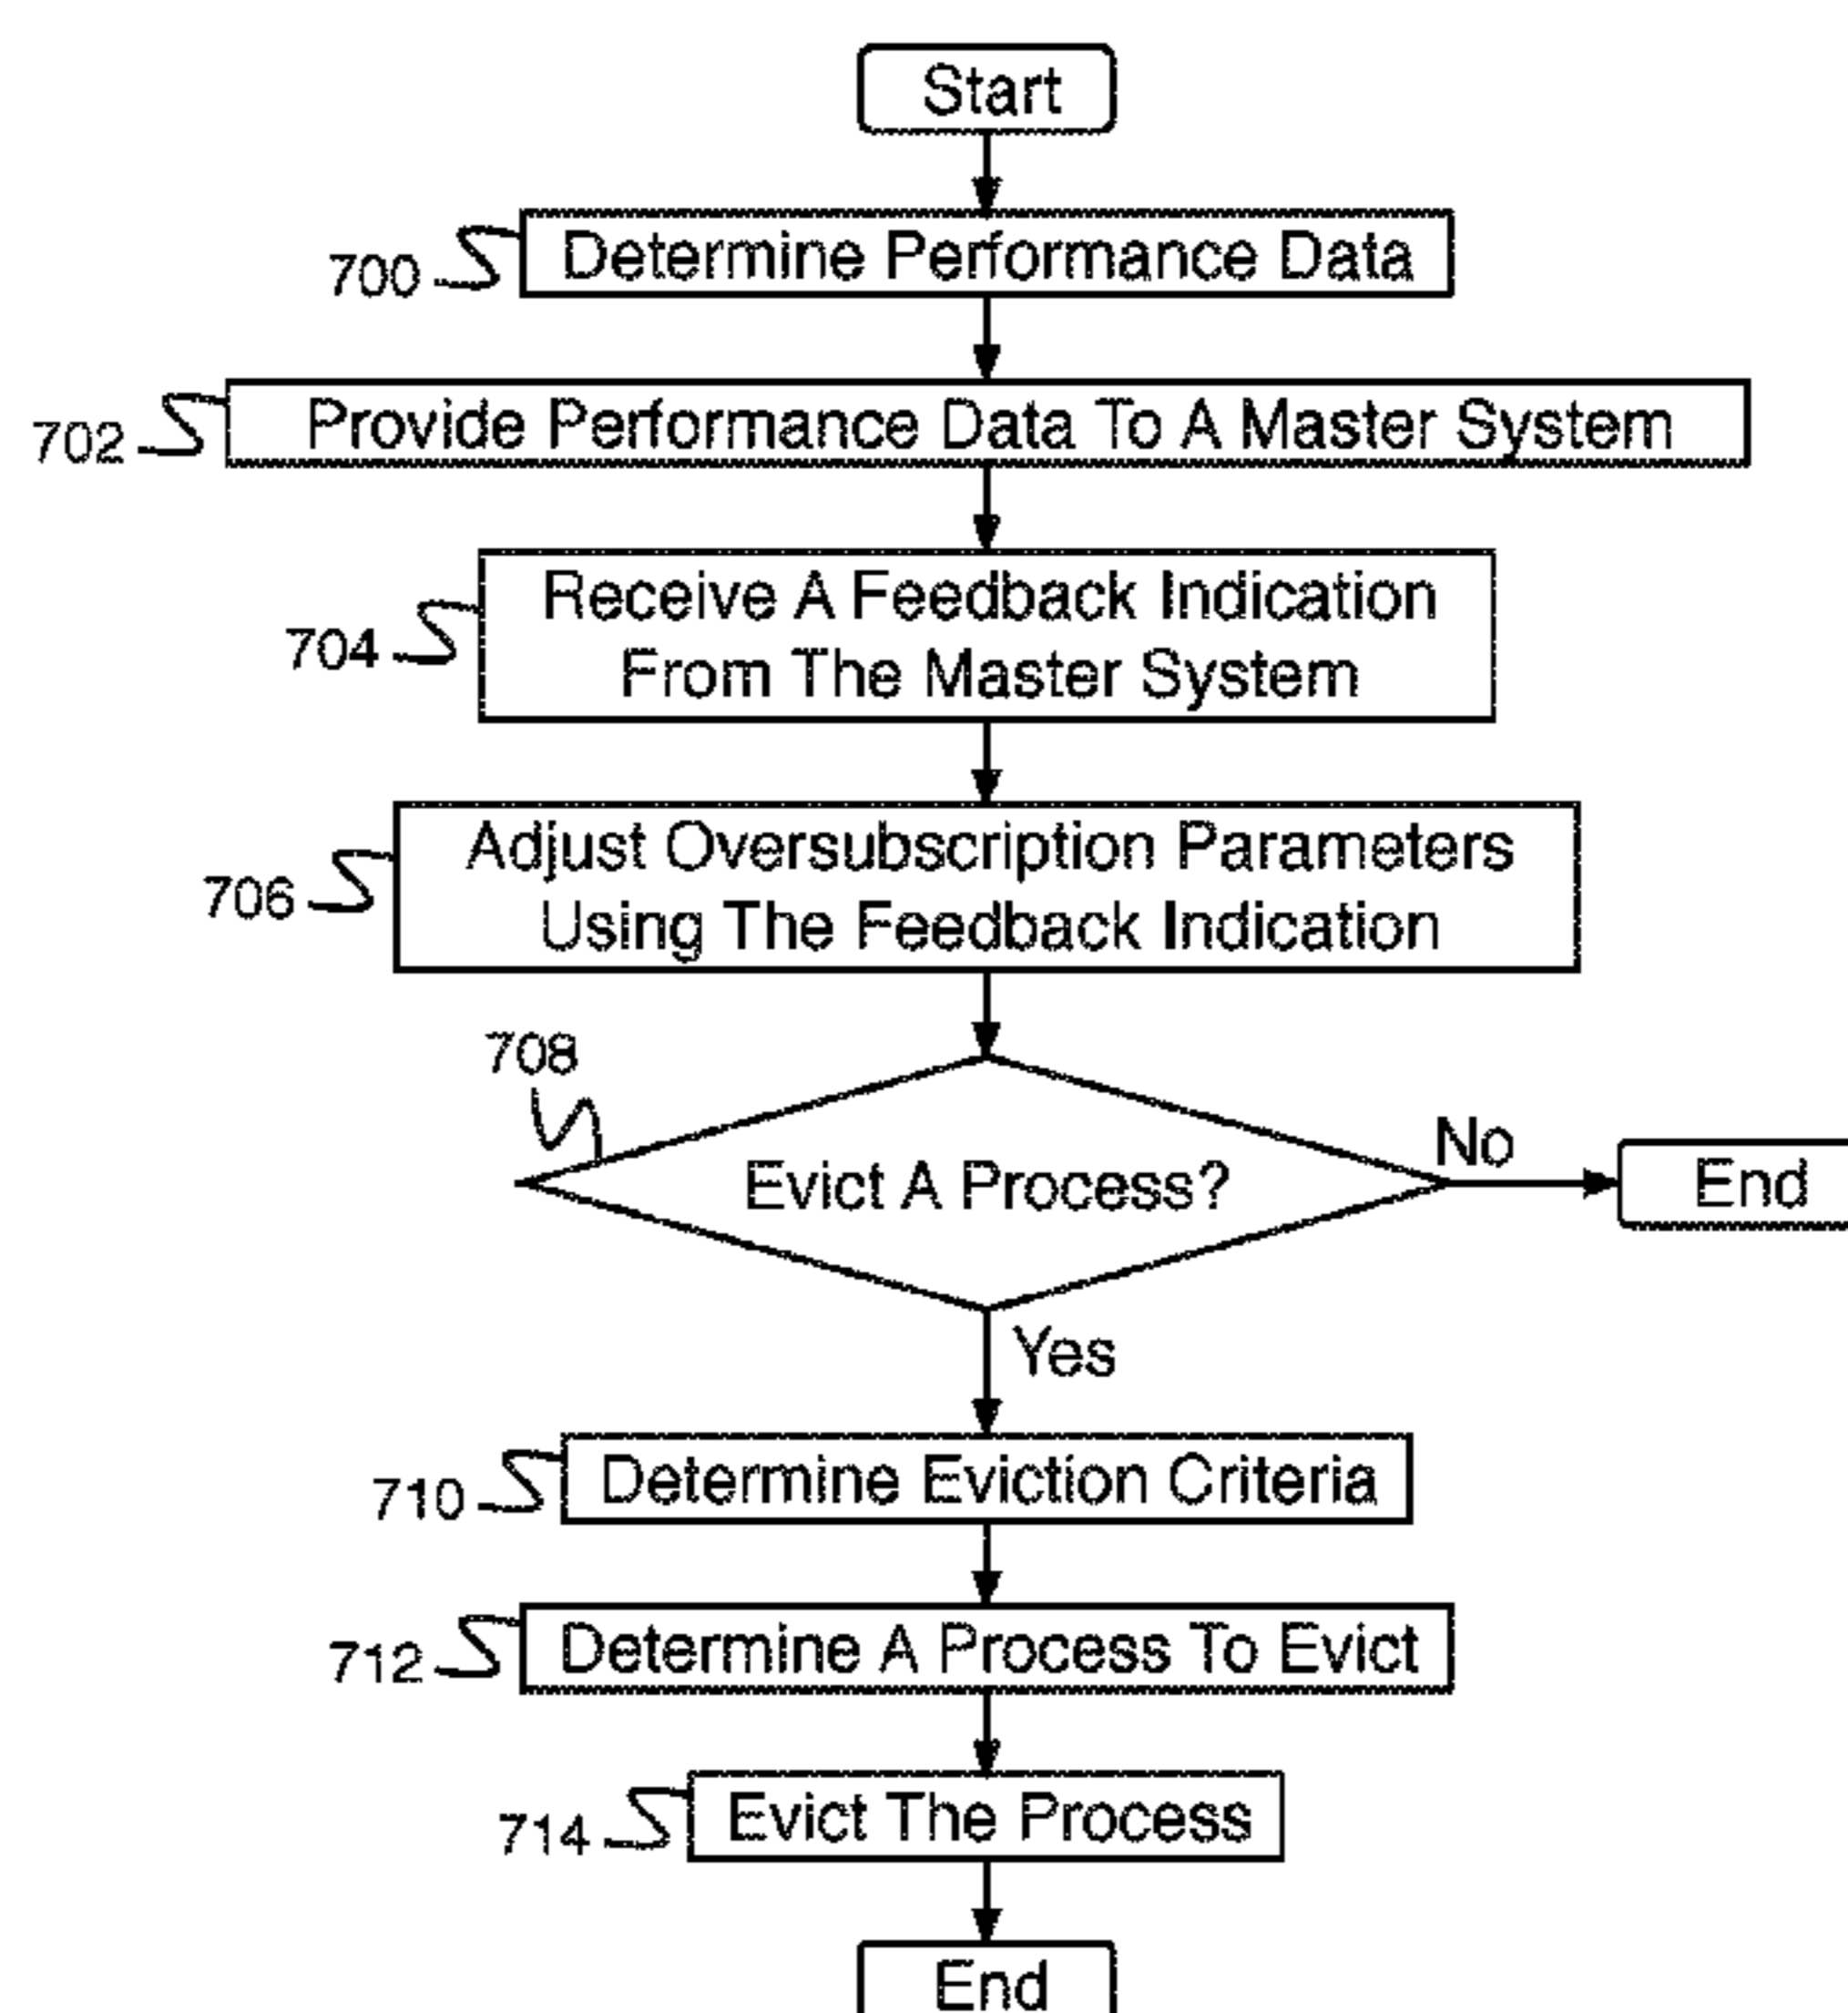 Start
700
Determine Performance Data
702
Provide Performance Data To A Master System
704
Receive A Feedback Indication
From The Master System
706
Adjust Oversubscription Parameters
Using The Feedback Indication
708
Evict A Process?
No
End
Yes
710
Determine Eviction Criteria
712
Determine A Process To Evict
714
Evict The Process
End